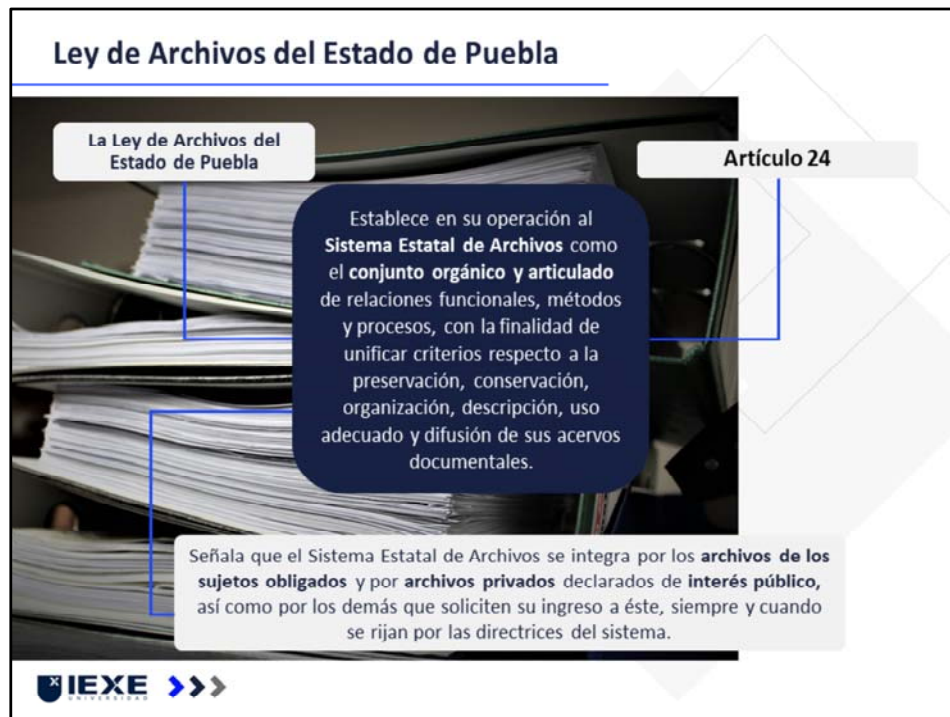 Ley de Archivos del Estado de Puebla
La Ley de Archivos del
Estado de Puebla
Artículo 24
Establece en su operación al
Sistema Estatal de Archivos como
el conjunto orgánico y articulado
de relaciones funcionales, métodos
y procesos, con la finalidad de
unificar criterios respecto a la
preservación, conservación,
organización, descripción, uso
adecuado y difusión de sus acervos
documentales.
Señala que el Sistema Estatal de Archivos se integra por los archivos de los
sujetos obligados y por archivos privados declarados de interés público,
así como por los demás que soliciten su ingreso a éste, siempre y cuando
se rijan por las directrices del sistema.
IEXE
UNIVERSIDAD